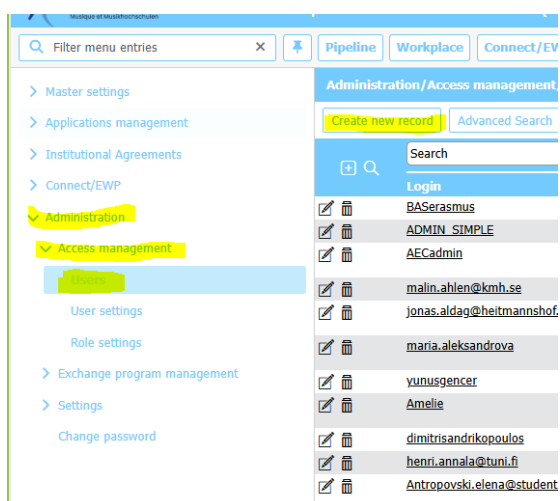 Musique et Musikhochschulen
Filter menu entries
Pipeline
Workplace
Master settings
Applications management
Institutional Agreements
Connect/EWP
Administration
Access management
Users
User settings
Role settings
Exchange program management
Settings
Change password
Administration/Access management
Create new record
Advanced Search
Search
Login
BASerasmus
ADMIN_SIMPLE
AECadmin
malin.ahlen@kmh.se
jonas.aldag@heitmannshof.
maria.aleksandrova
yunusgencer
Amelie
dimitrisandrikopoulos
henri.annala@tuni.fi
Antropovski.elena@student